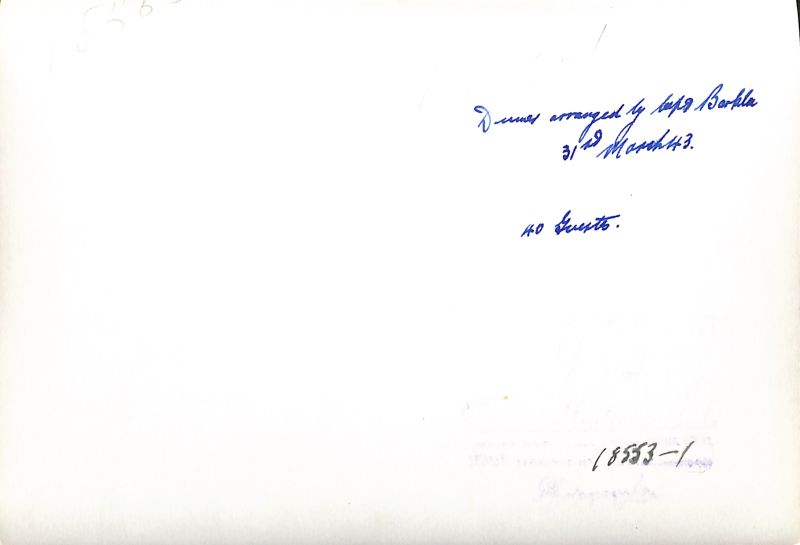 Dinner arranged by Capt Barkla
31st March 43.
40 Guests.
18553-1